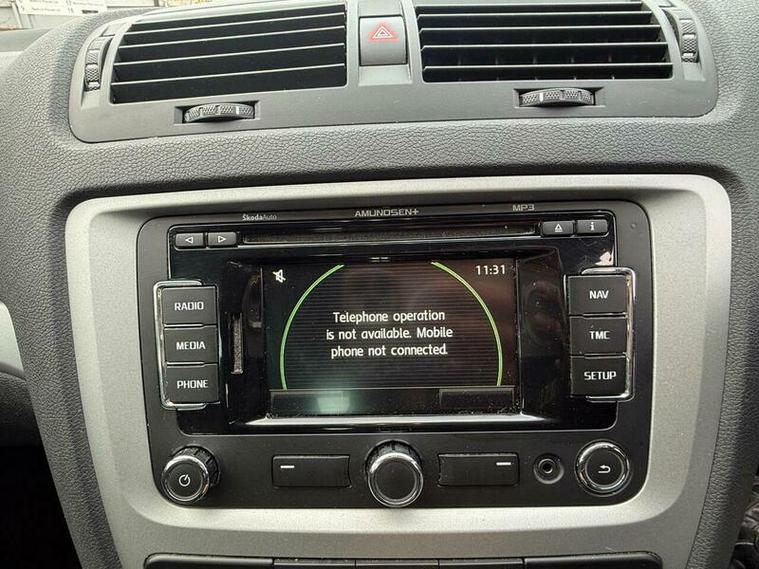 ŠkodaAuto AMUNDSEN+ MP3
i
11:31
Telephone operation
is not available. Mobile
phone not connected.
RADIO
MEDIA
PHONE
NAV
TMC
SETUP